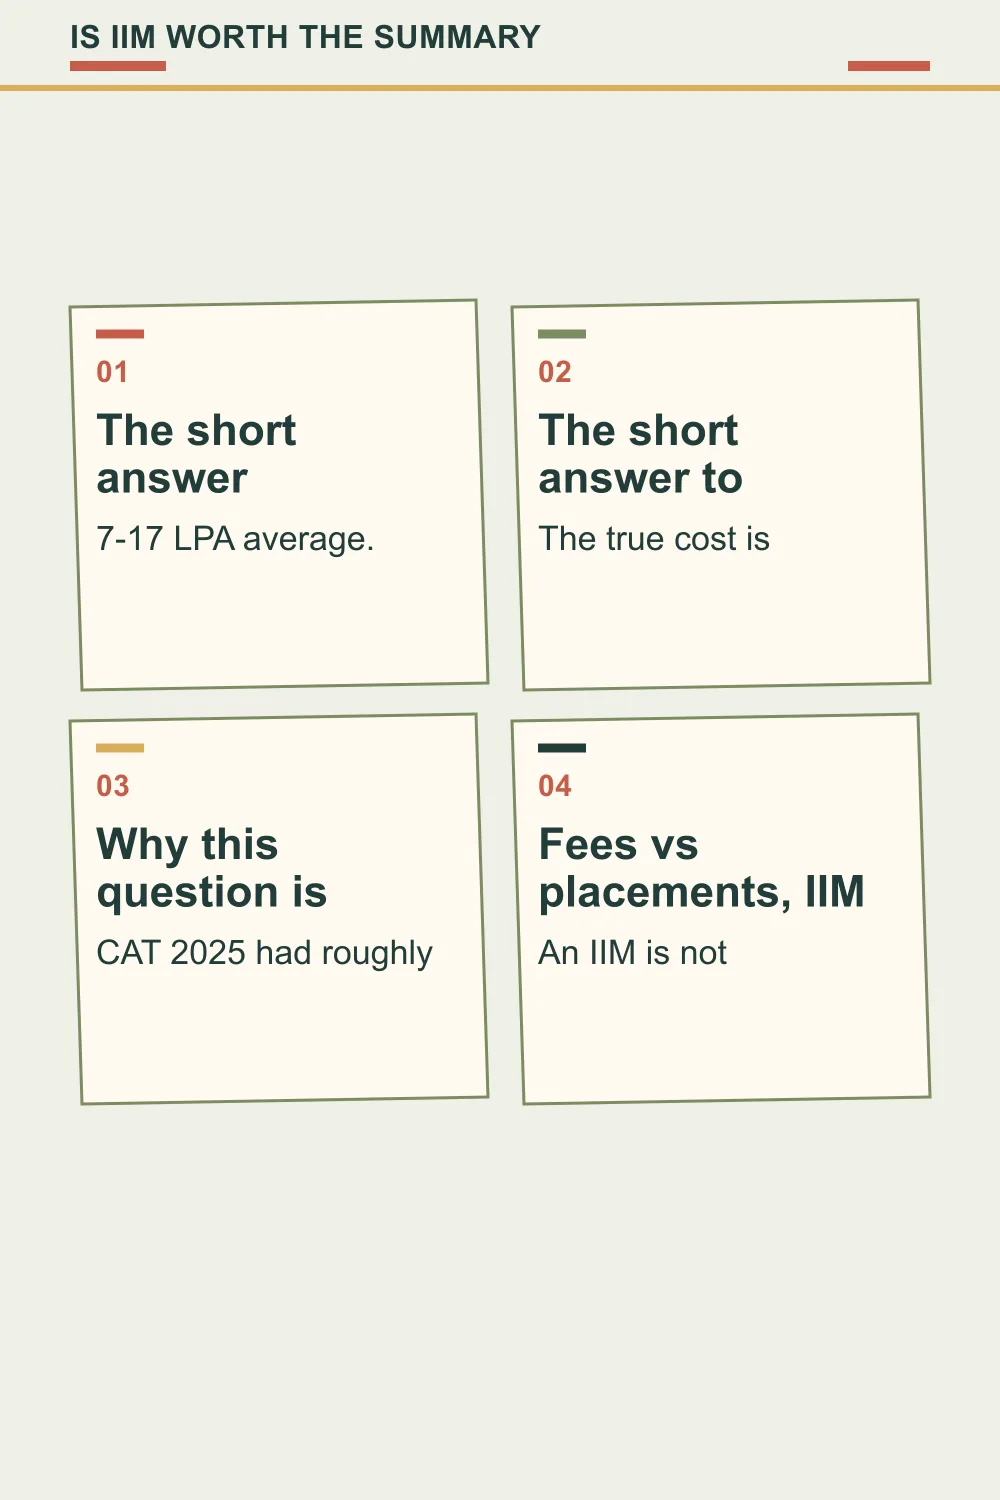 IS IIM WORTH THE SUMMARY
01
The short
answer
7-17 LPA average.
02
The short
answer to
The true cost is
03
Why this
question is
CAT 2025 had roughly
04
Fees vs
placements, IIM
An IIM is not